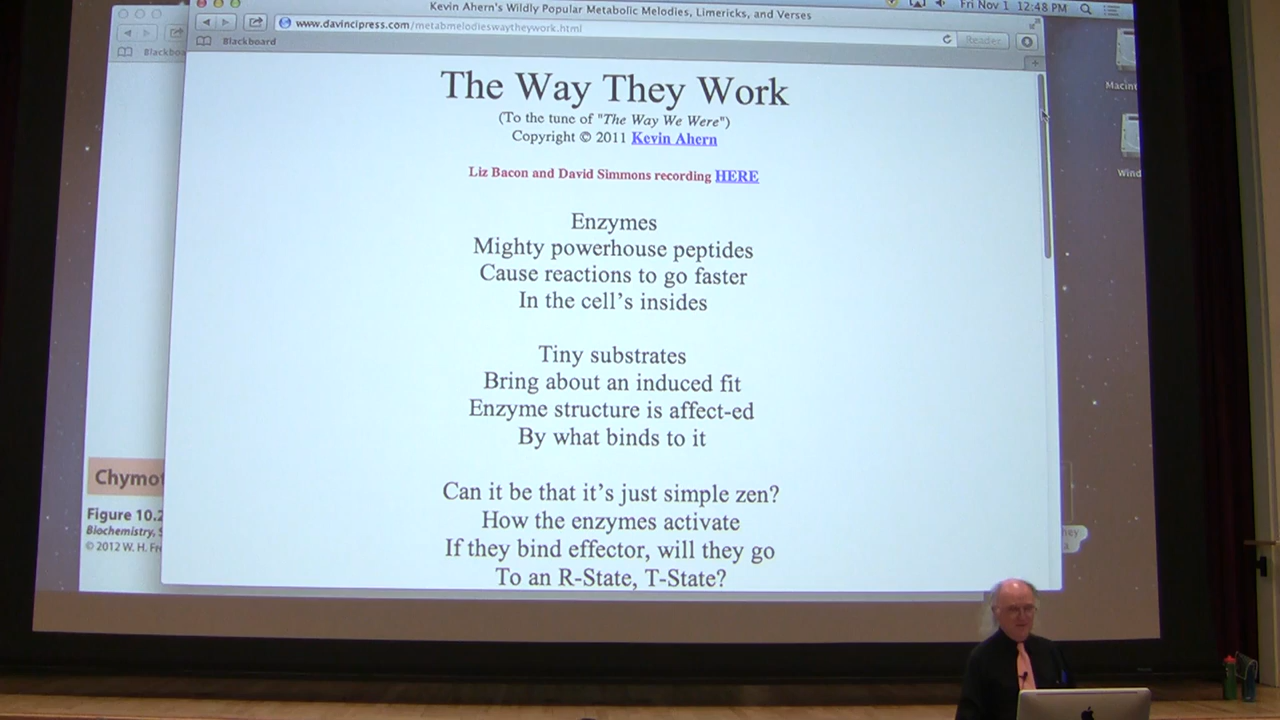 Kevin Ahern's Wildly Popular Metabolic Melodies, Limericks, and Verses
Fri Nov 1 12:48 PM
www.davincipress.com/metabmelodieswaytheywork.html
Reader
Blackboard
Blackboa
The Way They Work
(To the tune of "The Way We Were")
Copyright © 2011 Kevin Ahern
Liz Bacon and David Simmons recording HERE
Enzymes
Mighty powerhouse peptides
Cause reactions to go faster
In the cell's insides
Tiny substrates
Bring about an induced fit
Enzyme structure is affect-ed
By what binds to it
Can it be that it's just simple zen?
How the enzymes activate
If they bind effector, will they go
To an R-State, T-State?
Macint
Wind
Chymot
Figure 10.2
Biochemistry, S
© 2012 W. H. Fre